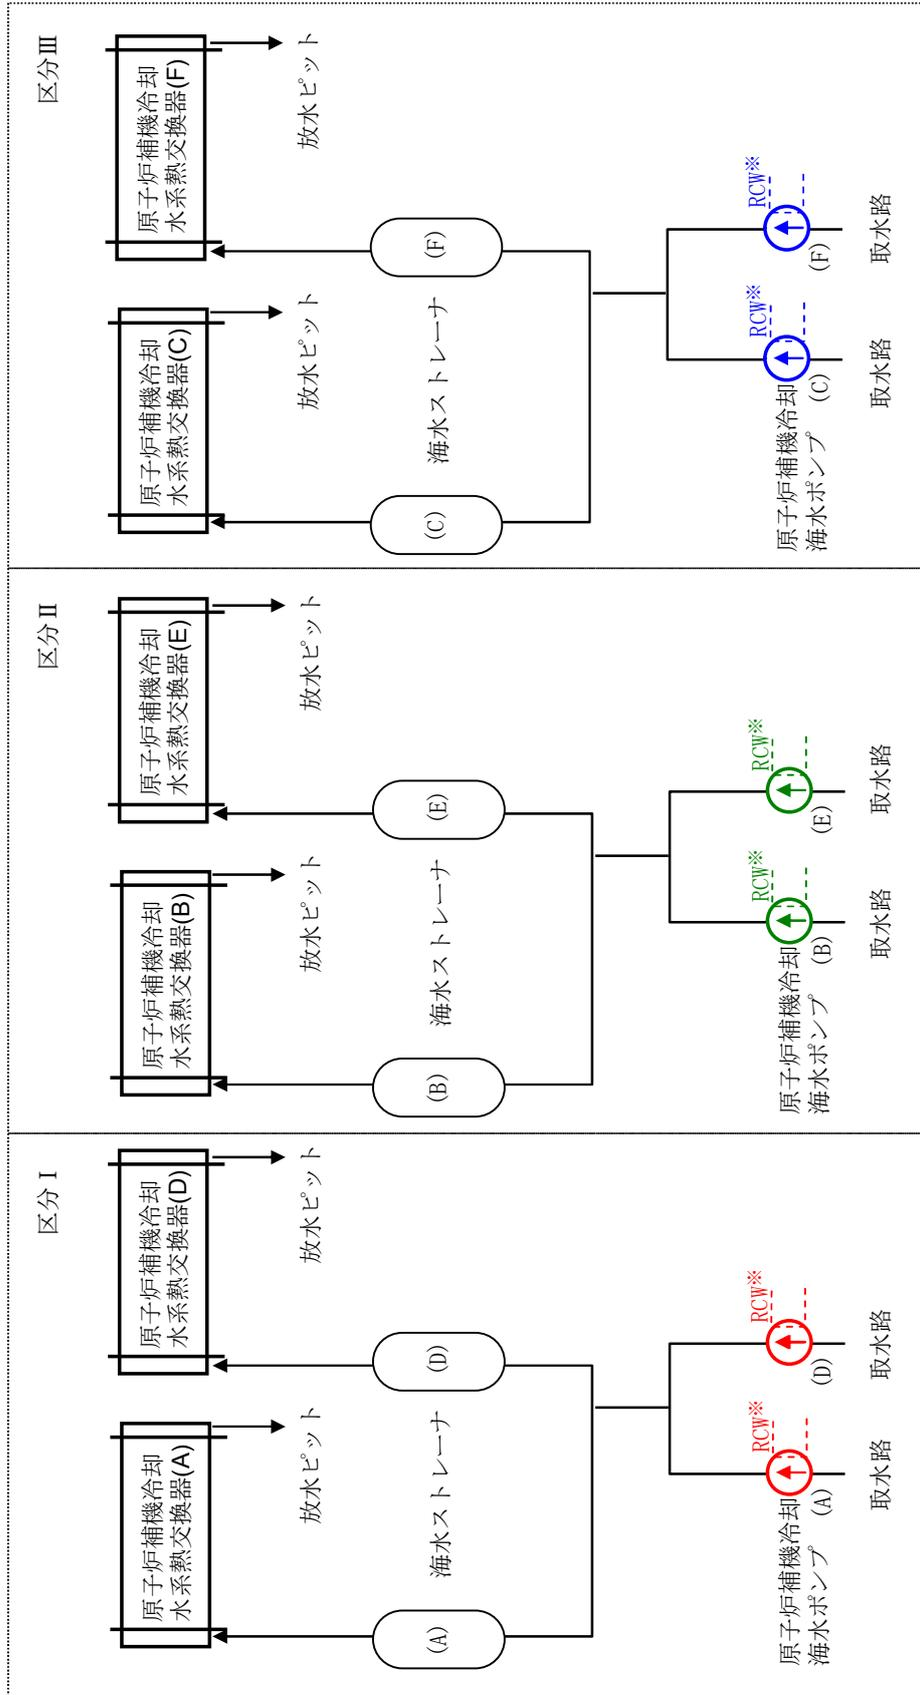 区分Ⅰ
原子炉補機冷却
水系熱交換器(A)
放水ピット
原子炉補機冷却
水系熱交換器(D)
放水ピット
(A)
海水ストレーナ
(D)
RCW※
RCW※
原子炉補機冷却
海水ポンプ
(A)
(D)
取水路
取水路
区分Ⅱ
原子炉補機冷却
水系熱交換器(B)
放水ピット
原子炉補機冷却
水系熱交換器(E)
放水ピット
(B)
海水ストレーナ
(E)
RCW※
RCW※
原子炉補機冷却
海水ポンプ
(B)
(E)
取水路
取水路
区分Ⅲ
原子炉補機冷却
水系熱交換器(C)
放水ピット
原子炉補機冷却
水系熱交換器(F)
放水ピット
(C)
海水ストレーナ
(F)
RCW※
RCW※
原子炉補機冷却
海水ポンプ
(C)
(F)
取水路
取水路